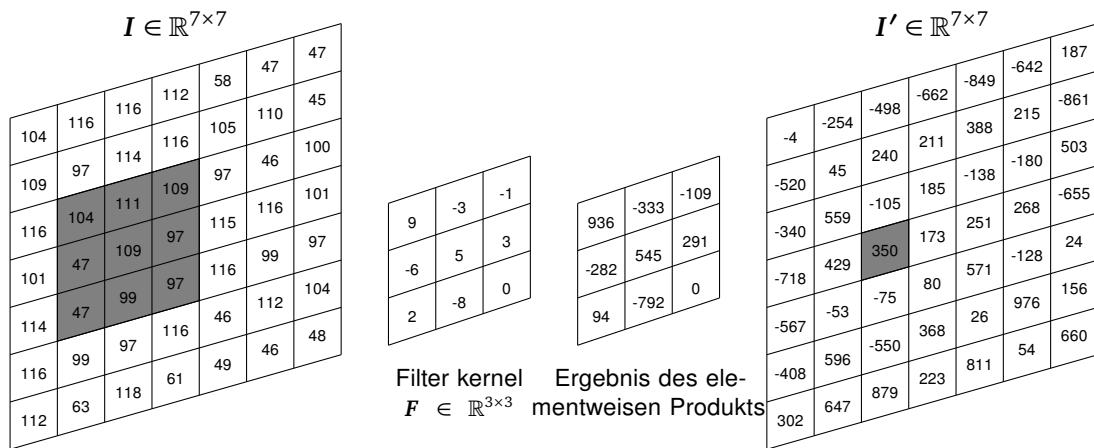 I ∈ ℝ^{7×7}
104 116 116 112 58 47 47
109 97 114 116 105 110 45
116 104 111 109 97 46 100
101 47 109 97 115 116 101
114 47 99 97 116 99 97
116 99 97 116 46 112 104
112 63 118 61 49 46 48
9 -3 -1
-6 5 3
2 -8 0
Filter kernel
F ∈ ℝ^{3×3}
936 -333 -109
-282 545 291
94 -792 0
Ergebnis des ele-
mentweisen Produkts
I′ ∈ ℝ^{7×7}
-4 -254 -498 -662 -849 -642 187
-520 45 240 211 388 215 -861
-340 559 -105 185 -138 -180 503
-718 429 350 173 251 268 -655
-567 -53 -75 80 571 -128 24
-408 596 -550 368 26 976 156
302 647 879 223 811 54 660